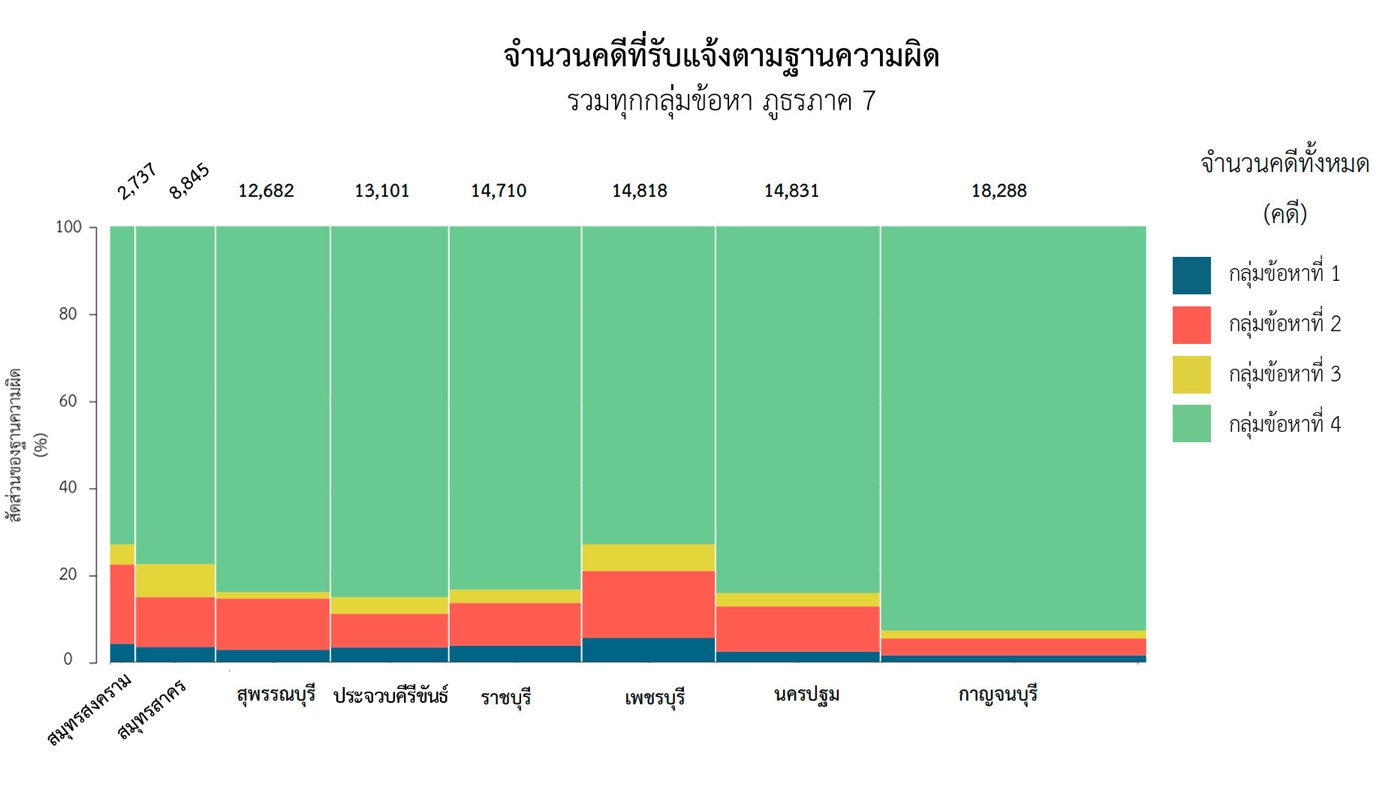 จำนวนคดีที่รับแจ้งตามฐานความผิด
รวมทุกกลุ่มข้อหา ภูธรภาค 7
2,737 8,845 12,682 13,101 14,710 14,818 14,831 18,288
จำนวนคดีทั้งหมด
(คดี)
กลุ่มข้อหาที่ 1
กลุ่มข้อหาที่ 2
กลุ่มข้อหาที่ 3
กลุ่มข้อหาที่ 4
100
80
60
40
20
0
สัดส่วนของฐานความผิด
(%)
สมุทรสงคราม สมุทรสาคร สุพรรณบุรี ประจวบคีรีขันธ์ ราชบุรี เพชรบุรี นครปฐม กาญจนบุรี